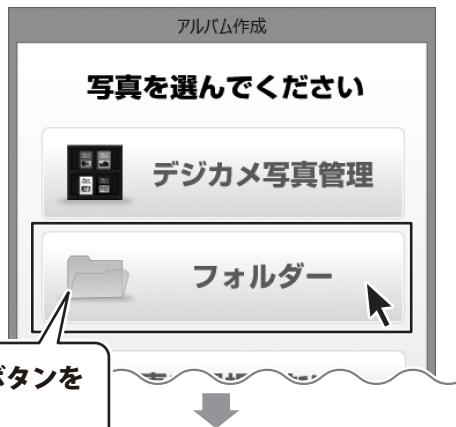 アルバム作成
写真を選んでください
デジカメ写真管理
フォルダー
ボタンを